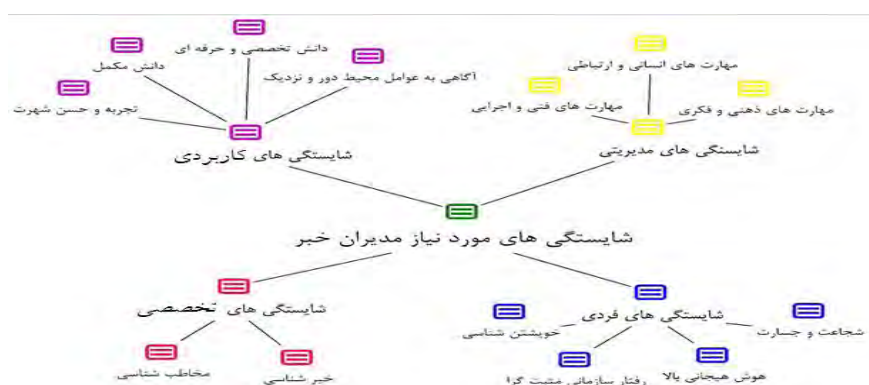 دانش تخصصی و حرفه ای
مهارت های انسانی و ارتباطی
دانش مکمل
آگاهی به عوامل محیط دور و نزدیک
تجربه و حسن شهرت
مهارت های فنی و اجرایی
مهارت های ذهنی و فکری
شایستگی های کاربردی
شایستگی های مدیریتی
شایستگی های مورد نیاز مدیران خبر
شایستگی های تخصصی
شایستگی های فردی
خویشتن شناسی
شجاعت و جسارت
مخاطب شناسی
خبر شناسی
رفتار سازمانی مثبت گرا
هوش هیجانی بالا